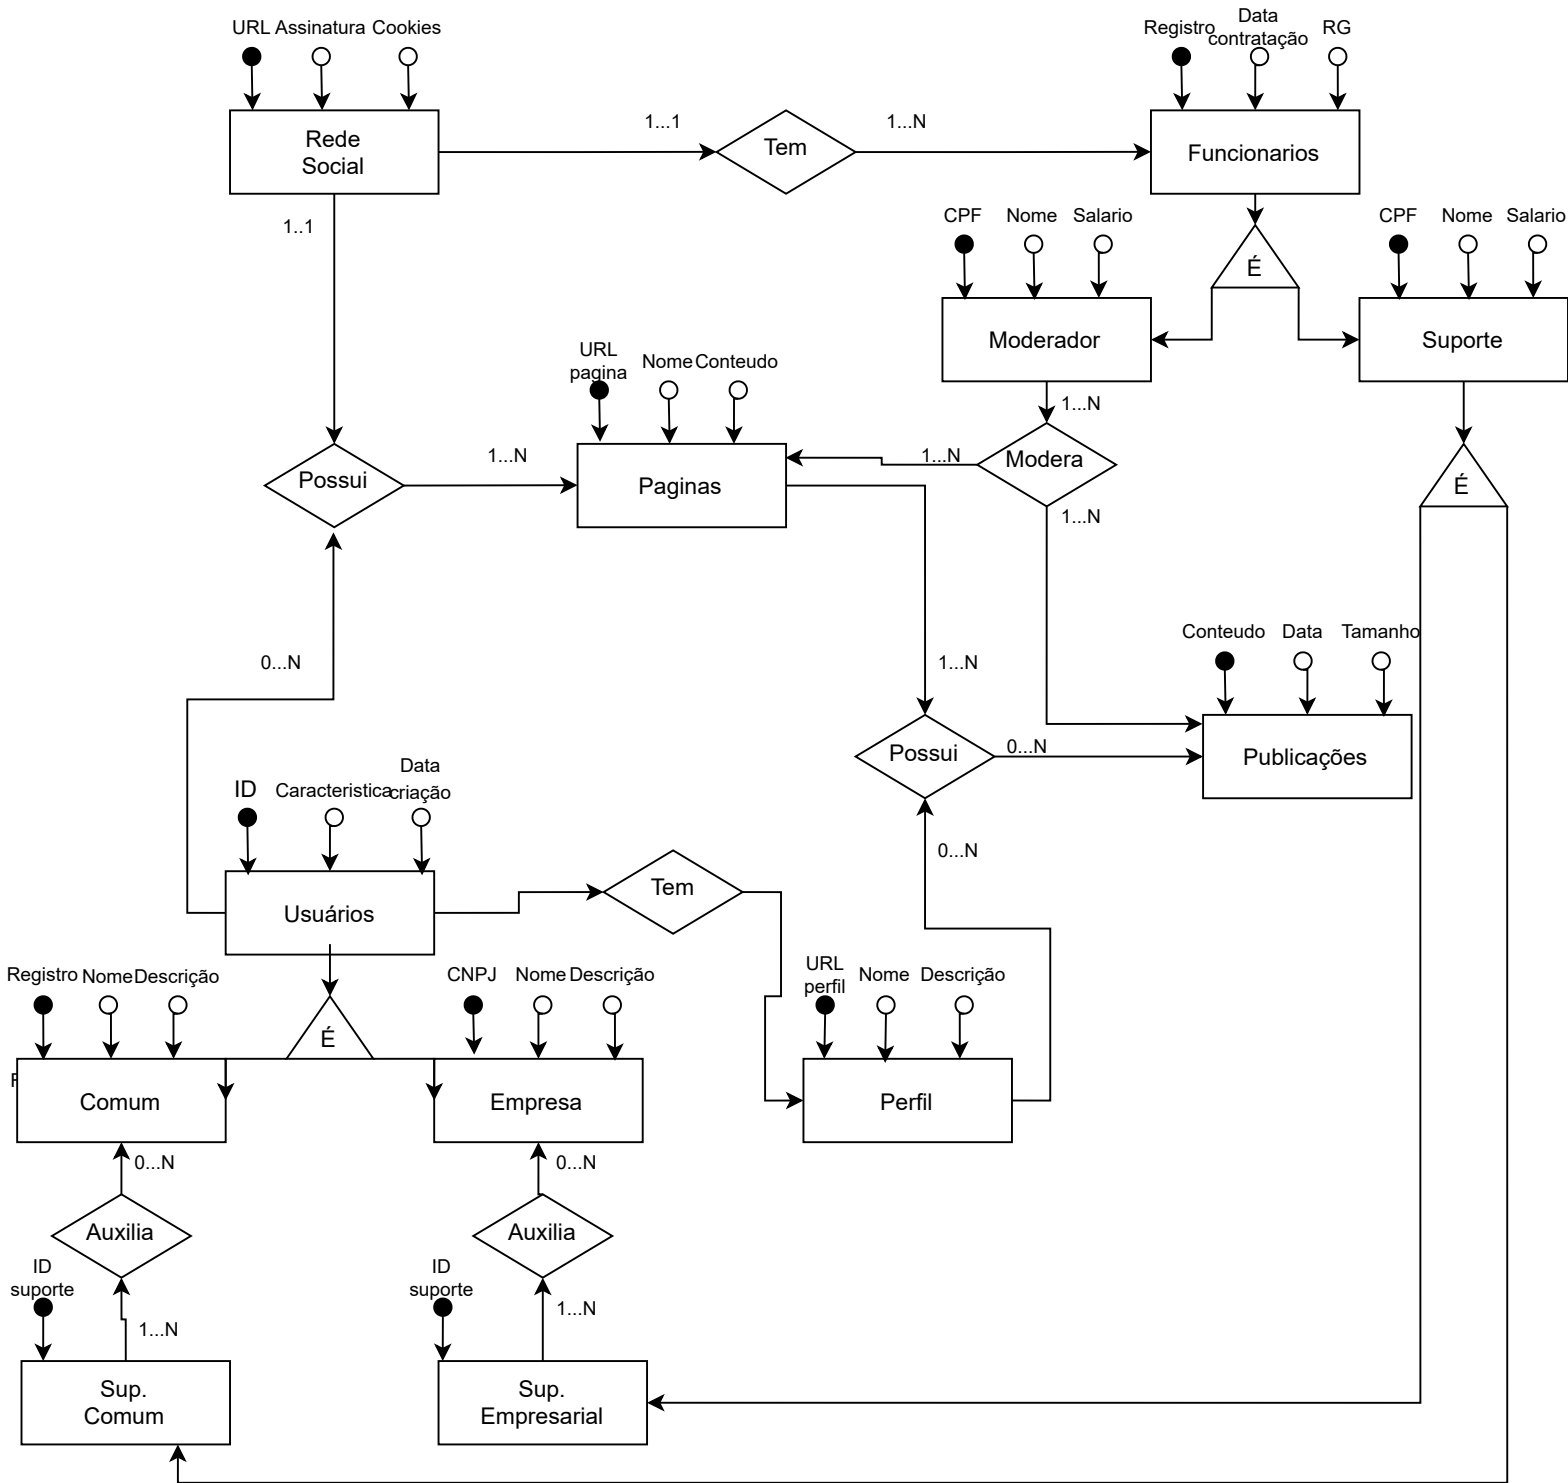 URL Assinatura Cookies
Registro
Data
contratação
RG
Rede
Social
1...1
Tem
1...N
Funcionarios
1..1
CPF
Nome
Salario
CPF
Nome
Salario
É
Moderador
Suporte
URL
pagina
Nome
Conteudo
1...N
1...N
Possui
Paginas
1...N
Modera
É
1...N
0...N
1...N
Conteudo
Data
Tamanho
Possui
0...N
Publicações
ID
Caracteristica
Data
criação
0...N
Usuários
Tem
Registro
Nome
Descrição
CNPJ
Nome
Descrição
URL
perfil
Nome
Descrição
É
Comum
Empresa
Perfil
0...N
0...N
Auxilia
Auxilia
ID
suporte
ID
suporte
1...N
1...N
Sup.
Comum
Sup.
Empresarial